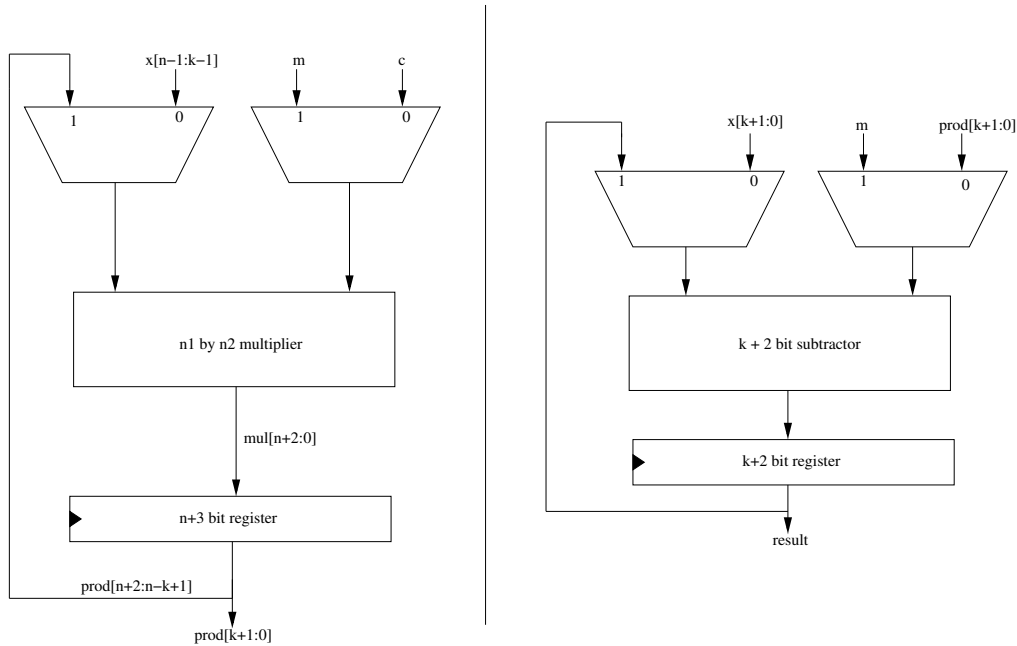 x[n−1:k−1]
m
c
1
0
1
0
n1 by n2 multiplier
mul[n+2:0]
n+3 bit register
prod[n+2:n−k+1]
prod[k+1:0]
x[k+1:0]
m
prod[k+1:0]
1
0
1
0
k + 2 bit subtractor
k+2 bit register
result